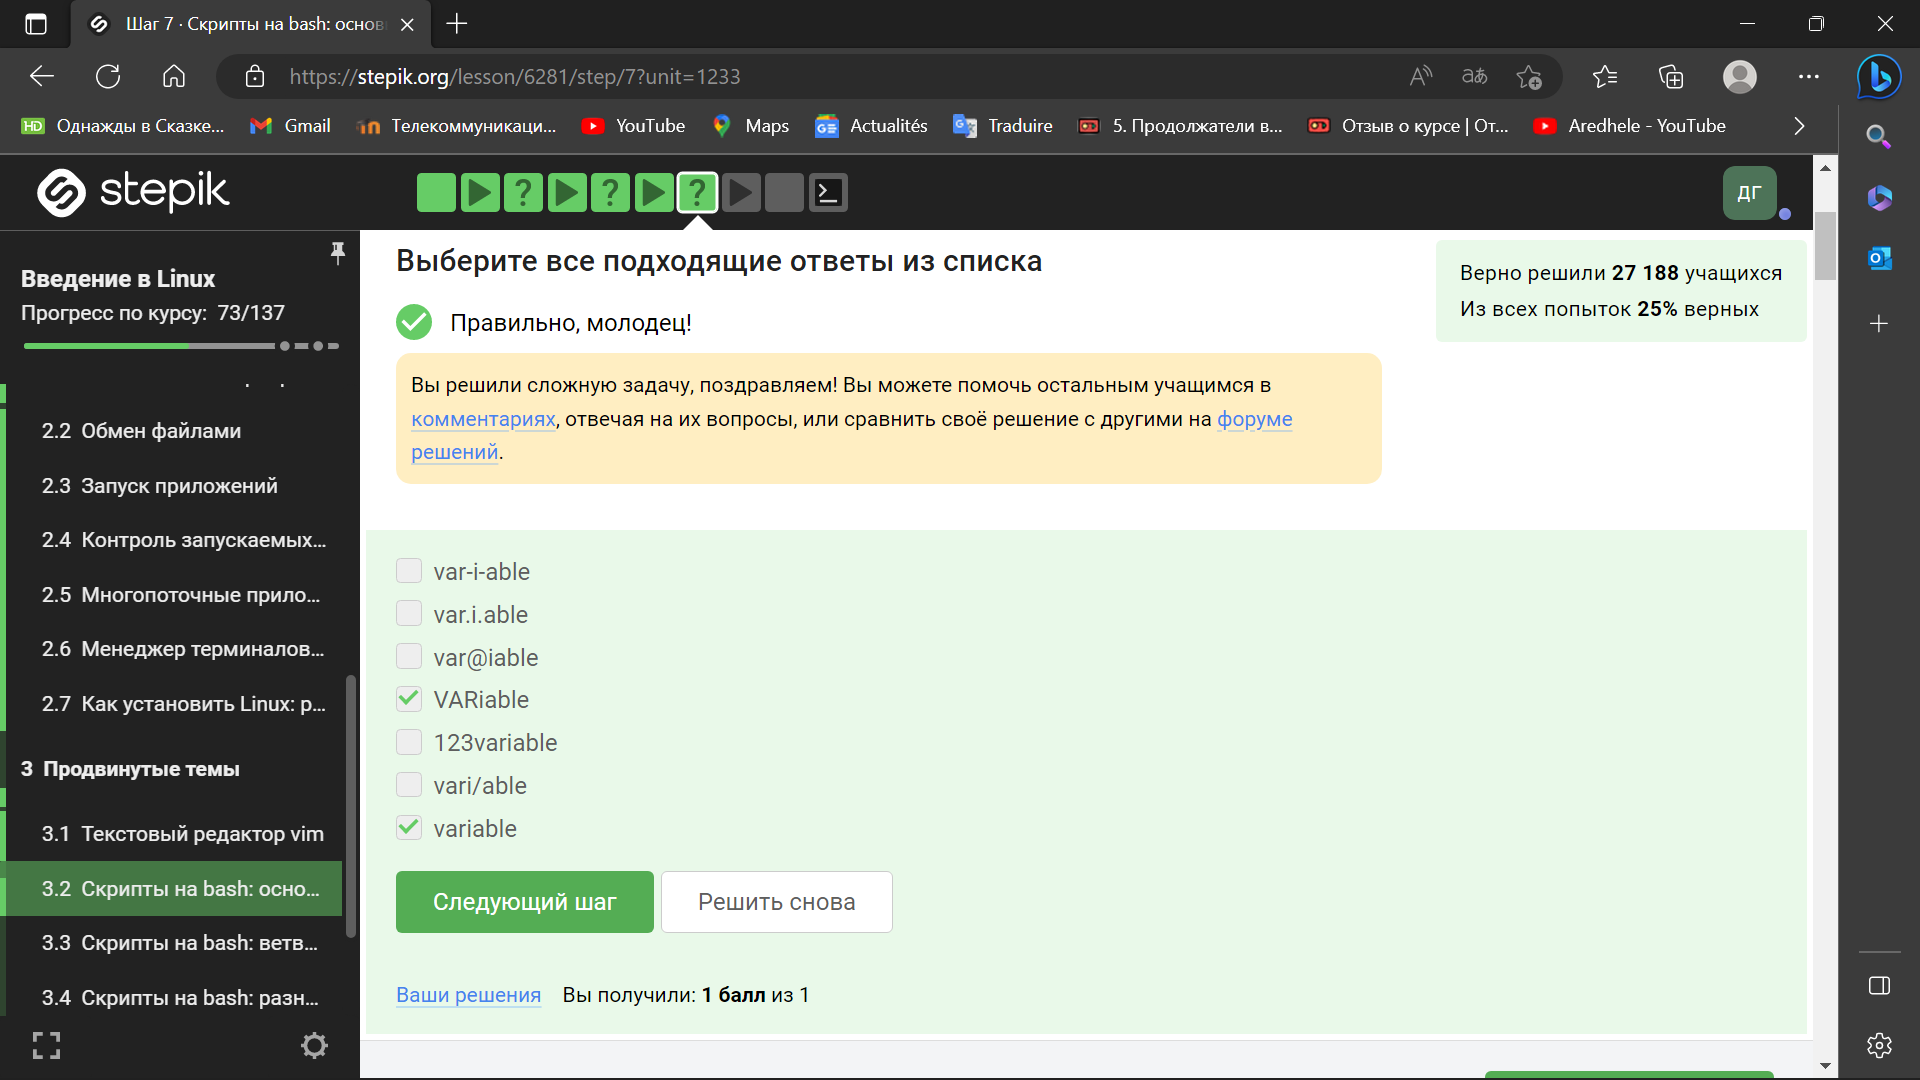 Шаг 7 · Скрипты на bash: основ
https://stepik.org/lesson/6281/step/7?unit=1233
Однажды в Сказке...
Gmail
Телекоммуникаци...
YouTube
Maps
Actualités
Traduire
5. Продолжатели в...
Отзыв о курсе | От...
Aredhele - YouTube
stepik
ДГ
Введение в Linux
Прогресс по курсу: 73/137
2.2 Обмен файлами
2.3 Запуск приложений
2.4 Контроль запускаемых...
2.5 Многопоточные прило...
2.6 Менеджер терминалов...
2.7 Как установить Linux: р...
3 Продвинутые темы
3.1 Текстовый редактор vim
3.2 Скрипты на bash: осно...
3.3 Скрипты на bash: ветв...
3.4 Скрипты на bash: разн...
Выберите все подходящие ответы из списка
Верно решили 27 188 учащихся
Из всех попыток 25% верных
Правильно, молодец!
Вы решили сложную задачу, поздравляем! Вы можете помочь остальным учащимся в
комментариях, отвечая на их вопросы, или сравнить своё решение с другими на форуме
решений.
var-i-able
var.i.able
var@iable
VARiable
123variable
vari/able
variable
Следующий шаг
Решить снова
Ваши решения Вы получили: 1 балл из 1